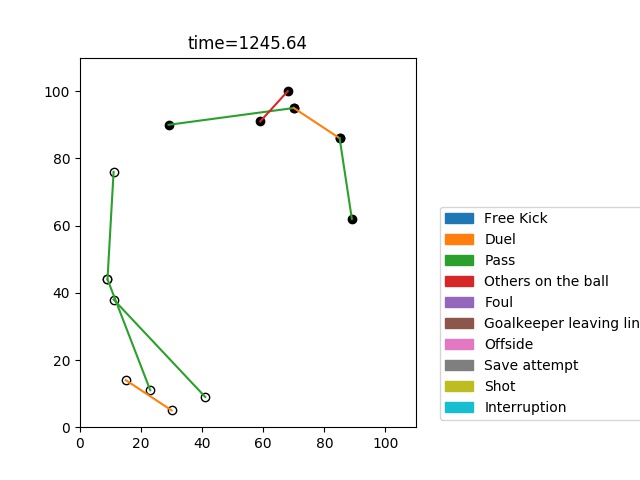 time=1245.64
100
80
60
40
20
0
0 20 40 60 80 100
Free Kick
Duel
Pass
Others on the ball
Foul
Goalkeeper leaving lin
Offside
Save attempt
Shot
Interruption